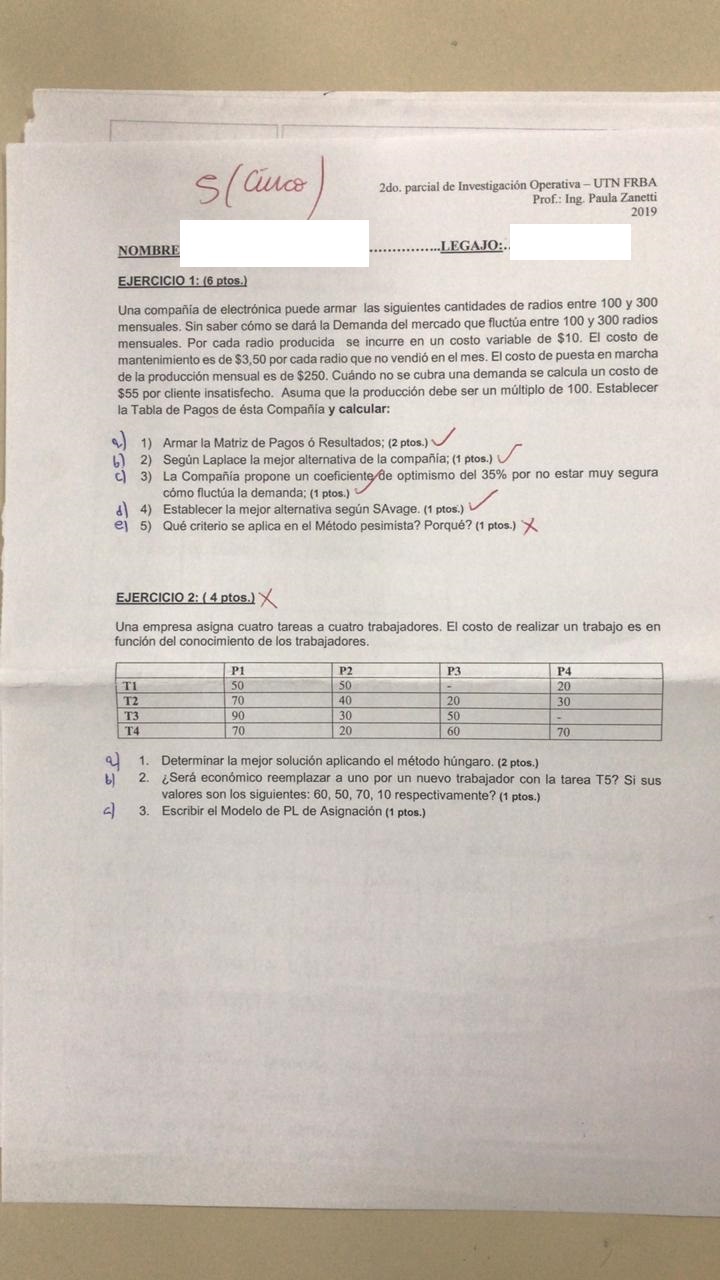 5 (Cinco)
2do. parcial de Investigación Operativa – UTN FRBA
Prof.: Ing. Paula Zanetti
2019
NOMBRE ...............LEGAJO:..
EJERCICIO 1: (6 ptos.)
Una compañía de electrónica puede armar las siguientes cantidades de radios entre 100 y 300
mensuales. Sin saber cómo se dará la Demanda del mercado que fluctúa entre 100 y 300 radios
mensuales. Por cada radio producida se incurre en un costo variable de $10. El costo de
mantenimiento es de $3,50 por cada radio que no vendió en el mes. El costo de puesta en marcha
de la producción mensual es de $250. Cuándo no se cubra una demanda se calcula un costo de
$55 por cliente insatisfecho. Asuma que la producción debe ser un múltiplo de 100. Establecer
la Tabla de Pagos de ésta Compañía y calcular:
a) 1) Armar la Matriz de Pagos ó Resultados; (2 ptos.)
b) 2) Según Laplace la mejor alternativa de la compañía; (1 ptos.)
c) 3) La Compañía propone un coeficiente de optimismo del 35% por no estar muy segura
cómo fluctúa la demanda; (1 ptos.)
d) 4) Establecer la mejor alternativa según SAvage. (1 ptos.)
e) 5) Qué criterio se aplica en el Método pesimista? Porqué? (1 ptos.)
EJERCICIO 2: ( 4 ptos.)
Una empresa asigna cuatro tareas a cuatro trabajadores. El costo de realizar un trabajo es en
función del conocimiento de los trabajadores.
P1 P2 P3 P4
T1 50 50 - 20
T2 70 40 20 30
T3 90 30 50 -
T4 70 20 60 70
a) 1. Determinar la mejor solución aplicando el método húngaro. (2 ptos.)
b) 2. ¿Será económico reemplazar a uno por un nuevo trabajador con la tarea T5? Si sus
valores son los siguientes: 60, 50, 70, 10 respectivamente? (1 ptos.)
c) 3. Escribir el Modelo de PL de Asignación (1 ptos.)